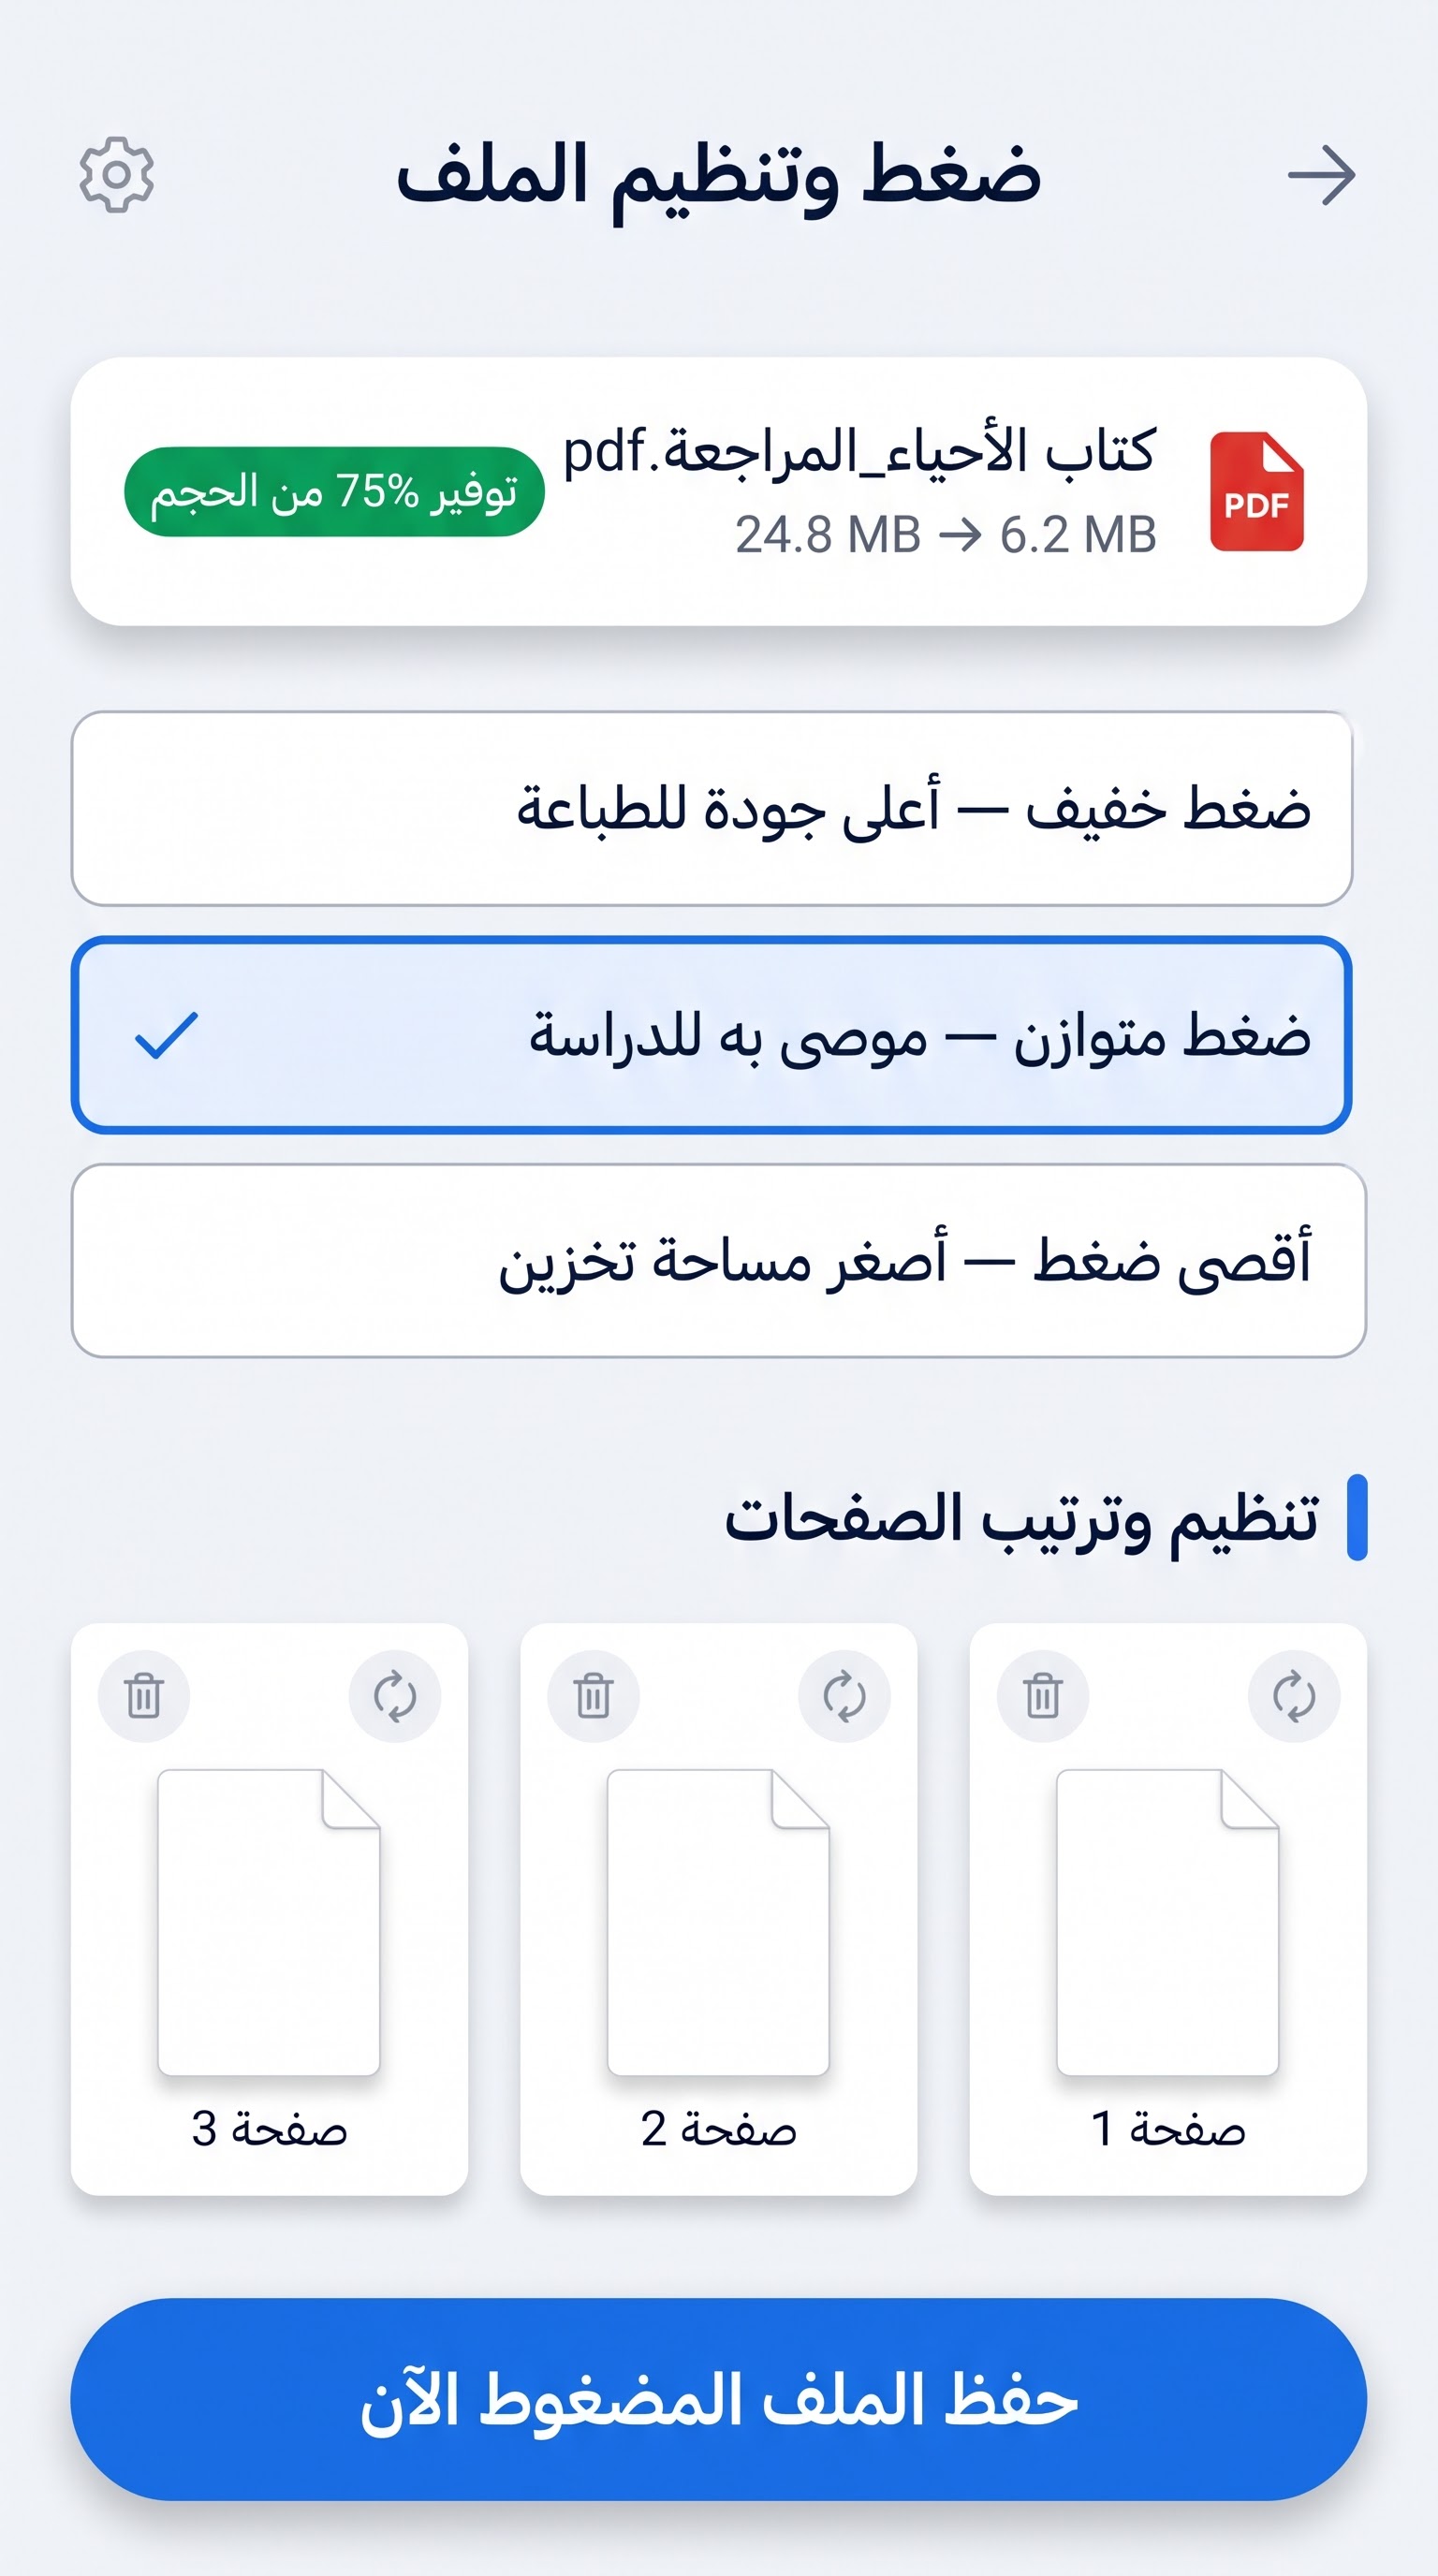 ضغط وتنظيم الملف
كتاب الأحياء_المراجعة.pdf
توفير 75% من الحجم
24.8 MB → 6.2 MB
PDF
ضغط خفيف — أعلى جودة للطباعة
ضغط متوازن — موصى به للدراسة
أقصى ضغط — أصغر مساحة تخزين
تنظيم وترتيب الصفحات
صفحة 1
صفحة 2
صفحة 3
حفظ الملف المضغوط الآن